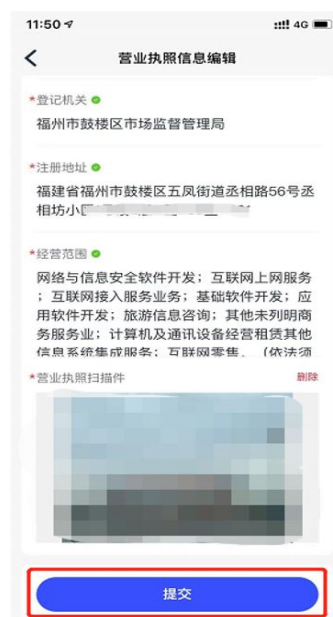 11:50
4G
营业执照信息编辑
*登记机关
福州市鼓楼区市场监督管理局
*注册地址
福建省福州市鼓楼区五凤街道丞相路56号丞
相坊小区
*经营范围
网络与信息安全软件开发；互联网上网服务
；互联网接入服务业务；基础软件开发；应
用软件开发；旅游信息咨询；其他未列明商
务服务业；计算机及通讯设备经营租赁其他
信息系统集成服务；互联网零售。（依法须
*营业执照扫描件
删除
提交